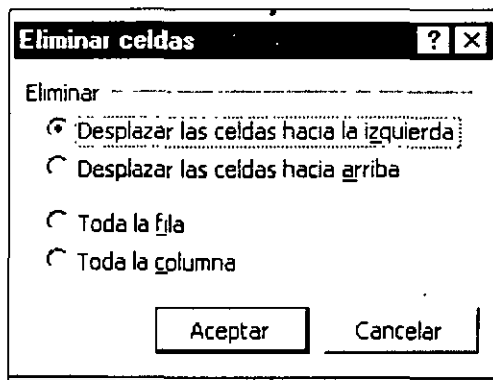 Eliminar celdas
Eliminar
Desplazar las celdas hacia la izquierda
Desplazar las celdas hacia arriba
Toda la fila
Toda la columna
Aceptar Cancelar